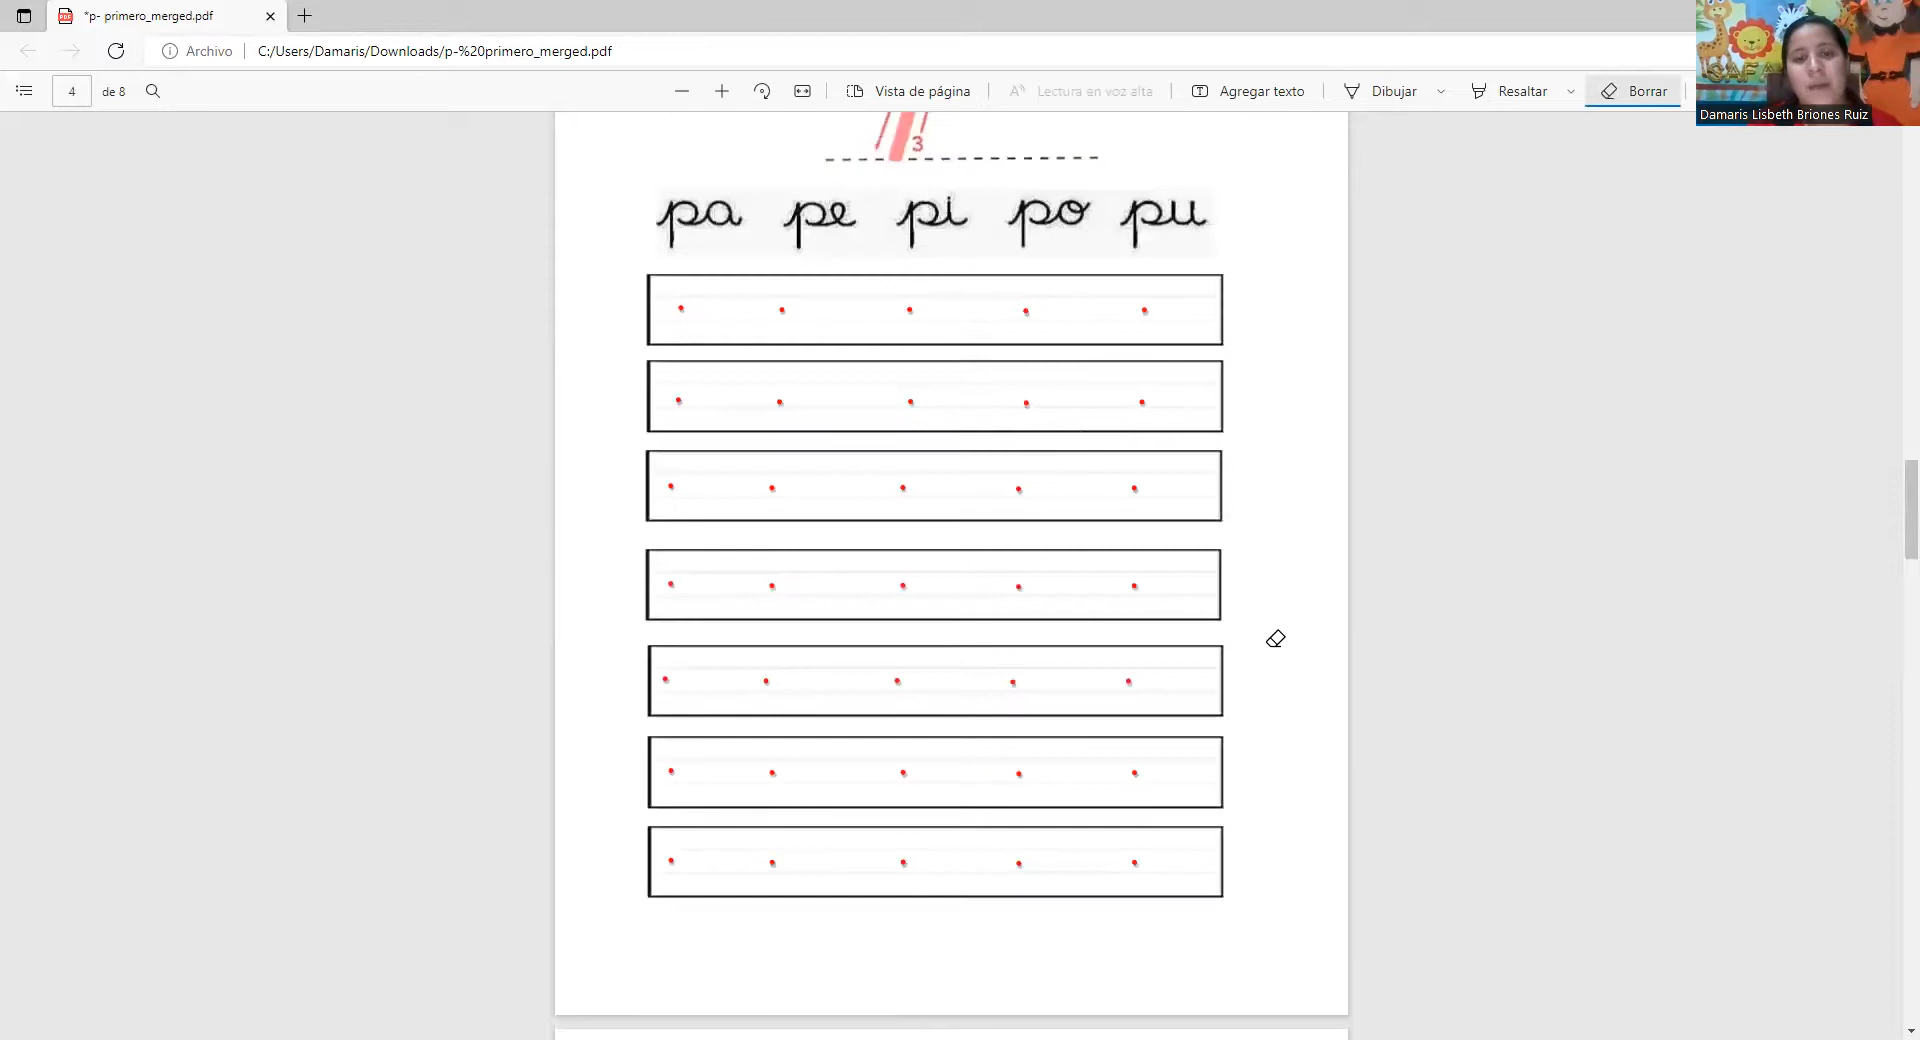 *p- primero_merged.pdf
Archivo C:/Users/Damaris/Downloads/p-%20primero_merged.pdf
4 de 8 Vista de página Lectura en voz alta Agregar texto Dibujar Resaltar Borrar
SAFA
Damaris Lisbeth Briones Ruiz
3
pa pe pi po pu